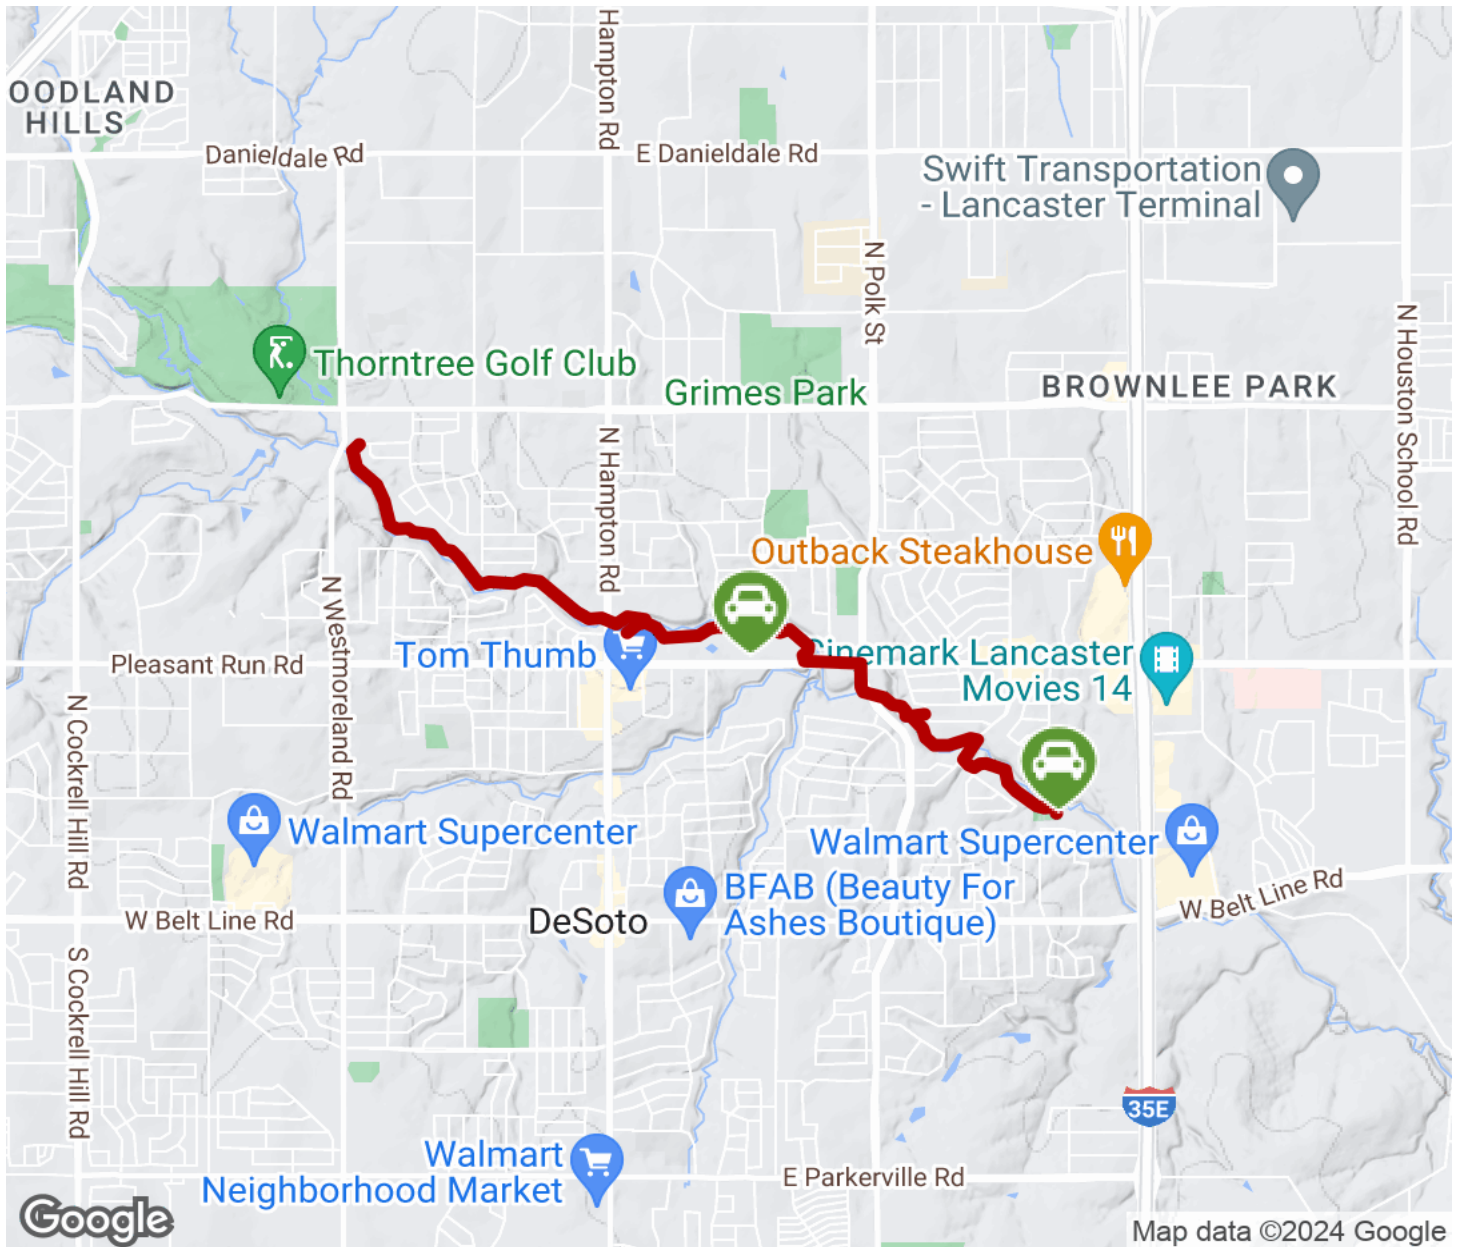 OODLAND
HILLS
Hampton Rd
Danieldale Rd
E Danieldale Rd
Swift Transportation
- Lancaster Terminal
N Polk St
N Houston School Rd
Thorntree Golf Club
Grimes Park
BROWNLEE PARK
N Hampton Rd
Outback Steakhouse
N Westmoreland Rd
Pleasant Run Rd
Tom Thumb
Cinemark Lancaster
Movies 14
N Cockrell Hill Rd
Walmart Supercenter
Walmart Supercenter
BFAB (Beauty For
Ashes Boutique)
W Belt Line Rd
W Belt Line Rd
DeSoto
S Cockrell Hill Rd
35E
Walmart
Neighborhood Market
E Parkerville Rd
Google
Map data ©2024 Google